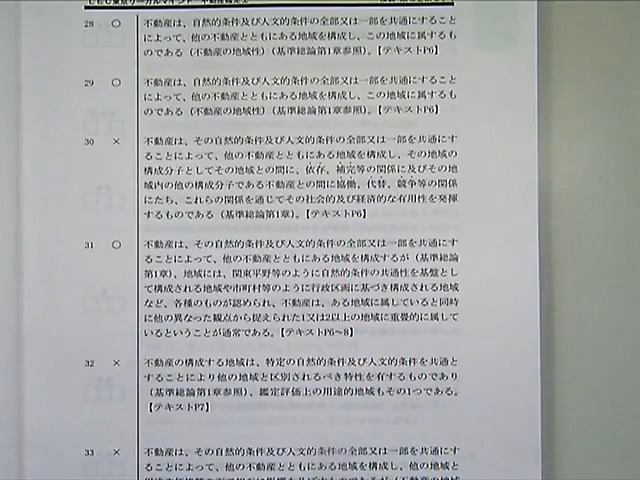 28 ○ 不動産は、自然的条件及び人文的条件の全部又は一部を共通にすること
によって、他の不動産とともにある地域を構成し、この地域に属するも
のである（不動産の地域性）（基準総論第1章参照）。【テキストP6】
29 ○ 不動産は、自然的条件及び人文的条件の全部又は一部を共通にすること
によって、他の不動産とともにある地域を構成し、この地域に属するも
のである（不動産の地域性）（基準総論第1章参照）。【テキストP6】
30 × 不動産は、その自然的条件及び人文的条件の全部又は一部を共通にす
ることによって、他の不動産とともにある地域を構成し、その地域の
構成分子としてその地域との間に、依存、補完等の関係に及びその地
域内の他の構成分子である不動産との間に協働、代替、競争等の関係
にたち、これらの関係を通じてその社会的及び経済的な有用性を発揮
するものである（基準総論第1章）。【テキストP6】
31 ○ 不動産は、その自然的条件及び人文的条件の全部又は一部を共通にす
ることによって、他の不動産とともにある地域を構成するが（基準総論
第1章）、地域には、関東平野等のように自然的条件の共通性を基盤とし
て構成される地域や市町村等のように行政区画に基づき構成される地域
など、各種のものが認められ、不動産は、ある地域に属していると同時
に他の異なった観点から捉えられた1又は2以上の地域に重畳的に属して
いるということが通常である。【テキストP6～8】
32 × 不動産の構成する地域は、特定の自然的条件及び人文的条件を共通と
することにより他の地域と区別されるべき特性を有するものであり
（基準総論第1章参照）、鑑定評価上の用途的地域もその1つである。
【テキストP7】
33 × 不動産は、その自然的条件及び人文的条件の全部又は一部を共通にす
ることによって、他の不動産とともにある地域を構成し、他の地域と